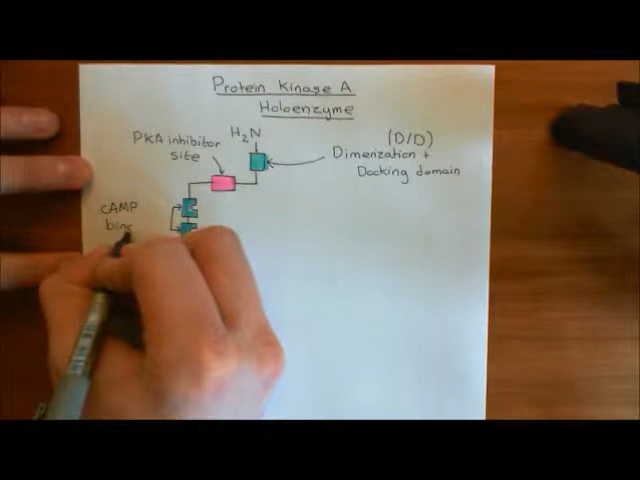 Protein Kinase A
Holoenzyme
H₂N
PKA inhibitor
site
(D/D)
Dimerization +
Docking domain
cAMP